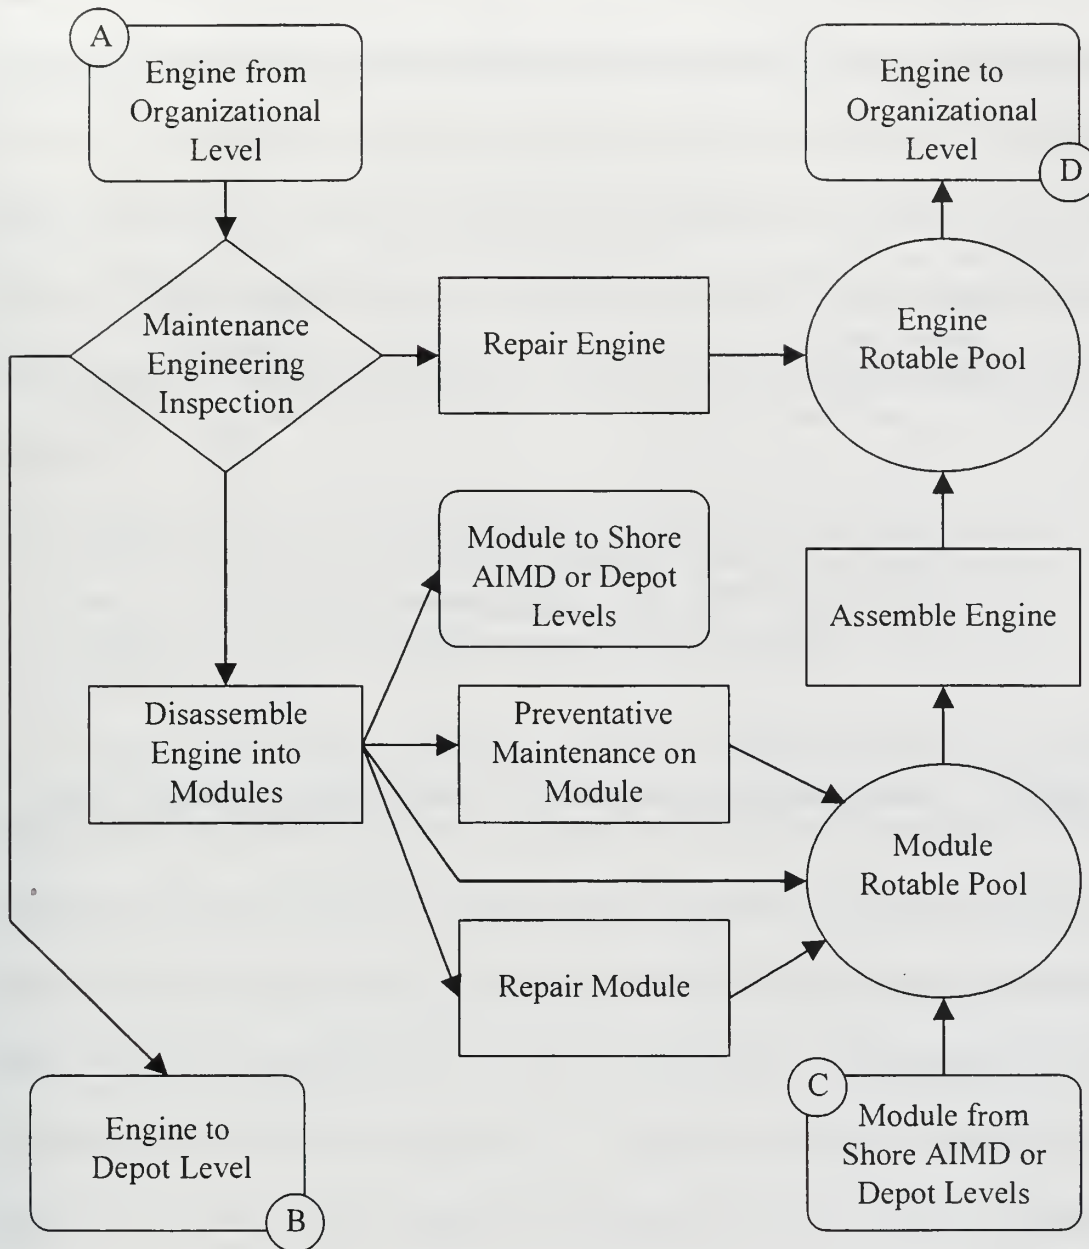 A
Engine from
Organizational
Level
Engine to
Organizational
Level
D
Maintenance
Engineering
Inspection
Repair Engine
Engine
Rotable Pool
Module to Shore
AIMD or Depot
Levels
Assemble Engine
Disassemble
Engine into
Modules
Preventative
Maintenance on
Module
Module
Rotable Pool
Repair Module
Engine to
Depot Level
B
C
Module from
Shore AIMD or
Depot Levels